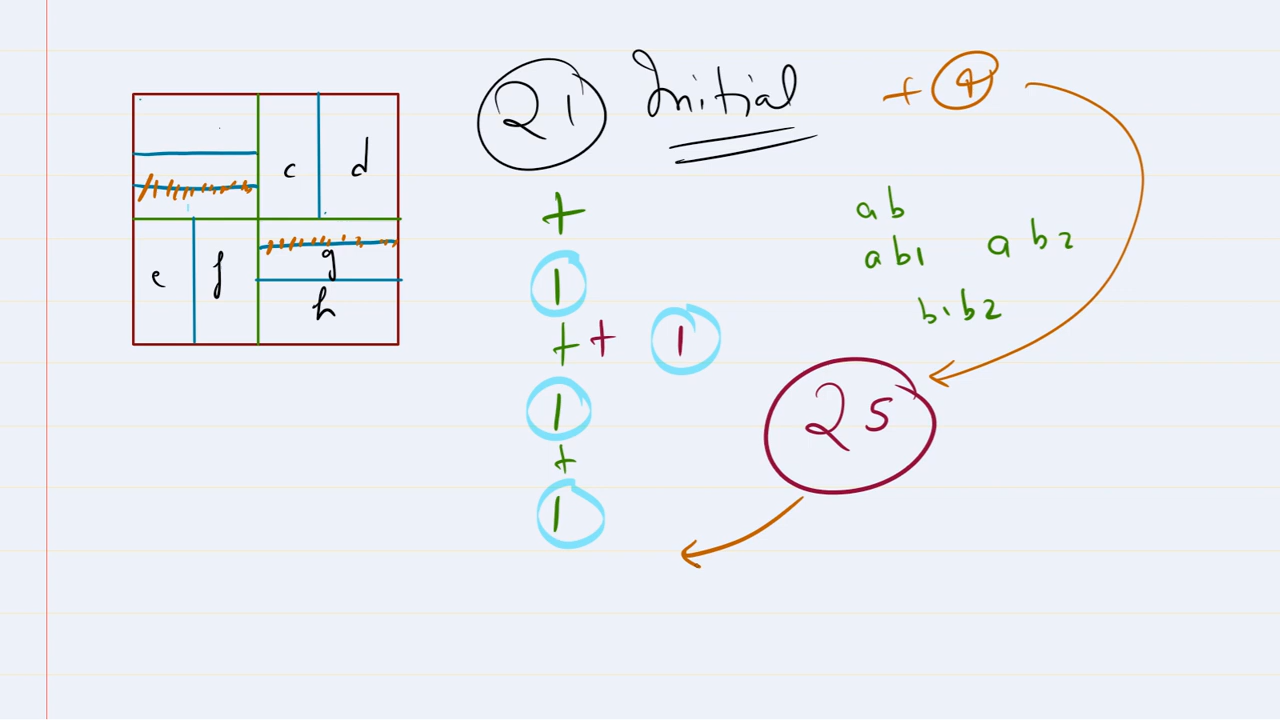 21 Initial + 4
c d
e f g
h
+
1
+ + 1
1
+
1
ab
ab1 ab2
b1b2
25